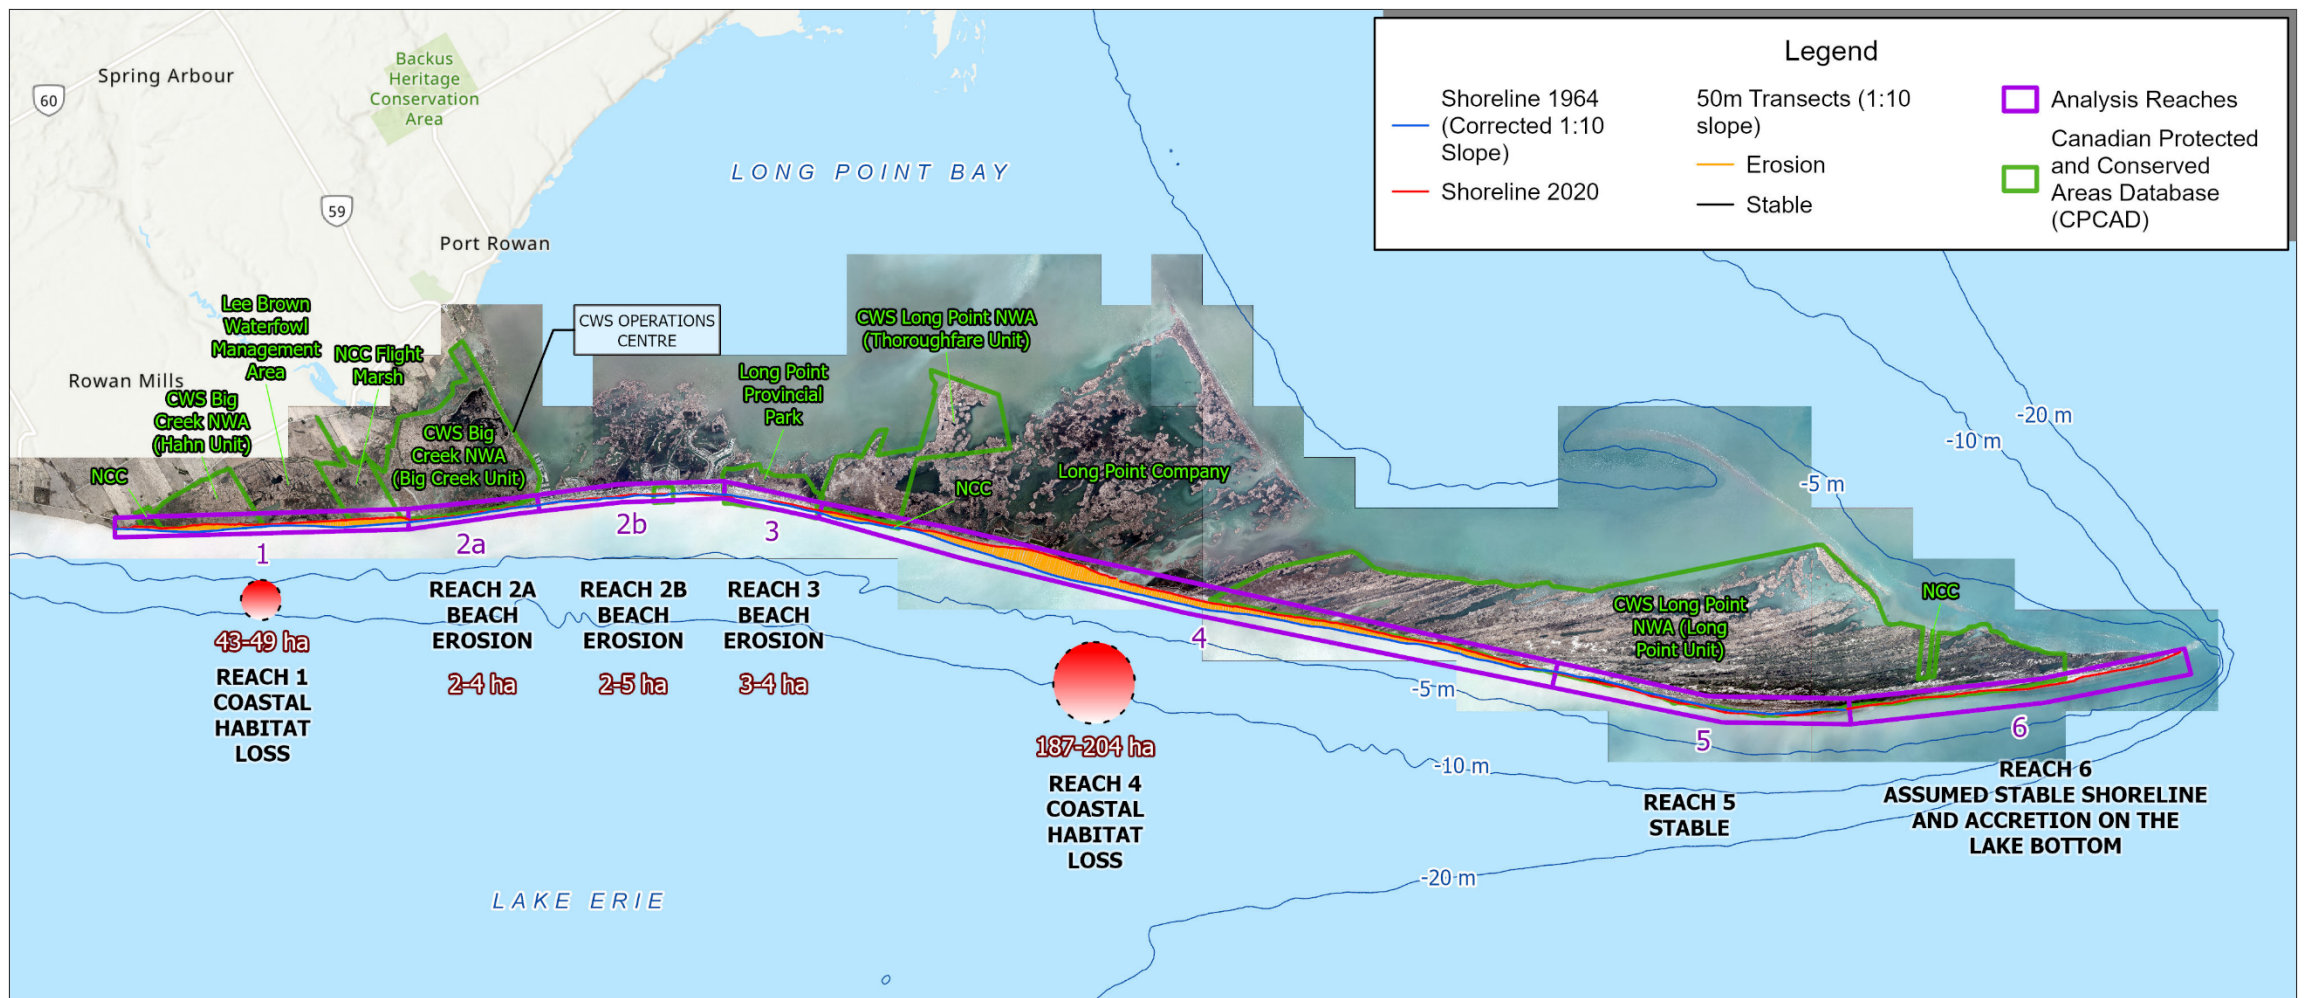 Legend
Shoreline 1964
(Corrected 1:10
Slope)
Shoreline 2020
50m Transects (1:10
slope)
Erosion
Stable
Analysis Reaches
Canadian Protected
and Conserved
Areas Database
(CPCAD)
Spring Arbour
60
Backus
Heritage
Conservation
Area
59
Port Rowan
LONG POINT BAY
Rowan Mills
Lee Brown
Waterfowl
Management
Area
NCC Flight
Marsh
CWS Big
Creek NWA
(Hahn Unit)
NCC
CWS Big
Creek NWA
(Big Creek Unit)
CWS OPERATIONS
CENTRE
Long Point
Provincial
Park
CWS Long Point NWA
(Thoroughfare Unit)
Long Point Company
NCC
-20 m
-10 m
-5 m
CWS Long Point
NWA (Long
Point Unit)
NCC
1
2a
2b
3
4
5
6
43-49 ha
REACH 1
COASTAL
HABITAT
LOSS
REACH 2A
BEACH
EROSION
2-4 ha
REACH 2B
BEACH
EROSION
2-5 ha
REACH 3
BEACH
EROSION
3-4 ha
187-204 ha
REACH 4
COASTAL
HABITAT
LOSS
REACH 5
STABLE
REACH 6
ASSUMED STABLE SHORELINE
AND ACCRETION ON THE
LAKE BOTTOM
-5 m
-10 m
-20 m
LAKE ERIE